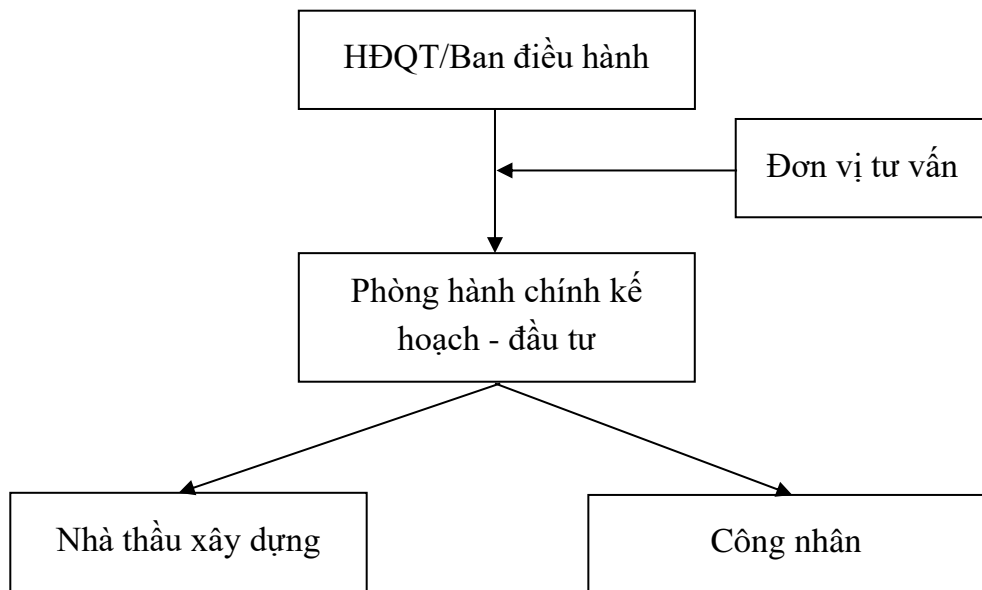 HĐQT/Ban điều hành
Đơn vị tư vấn
Phòng hành chính kế
hoạch - đầu tư
Nhà thầu xây dựng
Công nhân